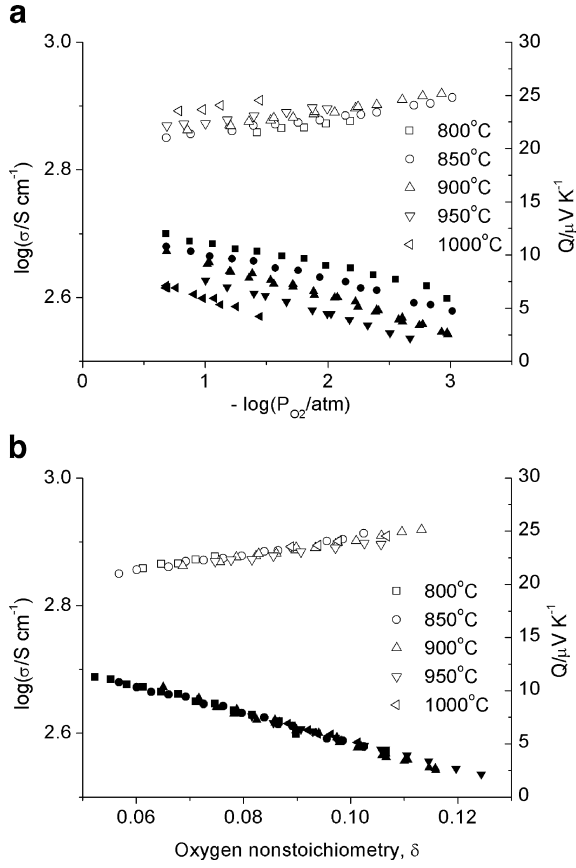 a
3.0
2.8
2.6
30
25
20
15
10
5
0
log(σ/S cm⁻¹)
Q/μV K⁻¹
800°C
850°C
900°C
950°C
1000°C
0
1
2
3
- log(P_O2/atm)
b
3.0
2.8
2.6
30
25
20
15
10
5
0
log(σ/S cm⁻¹)
Q/μV K⁻¹
800°C
850°C
900°C
950°C
1000°C
0.06
0.08
0.10
0.12
Oxygen nonstoichiometry, δ